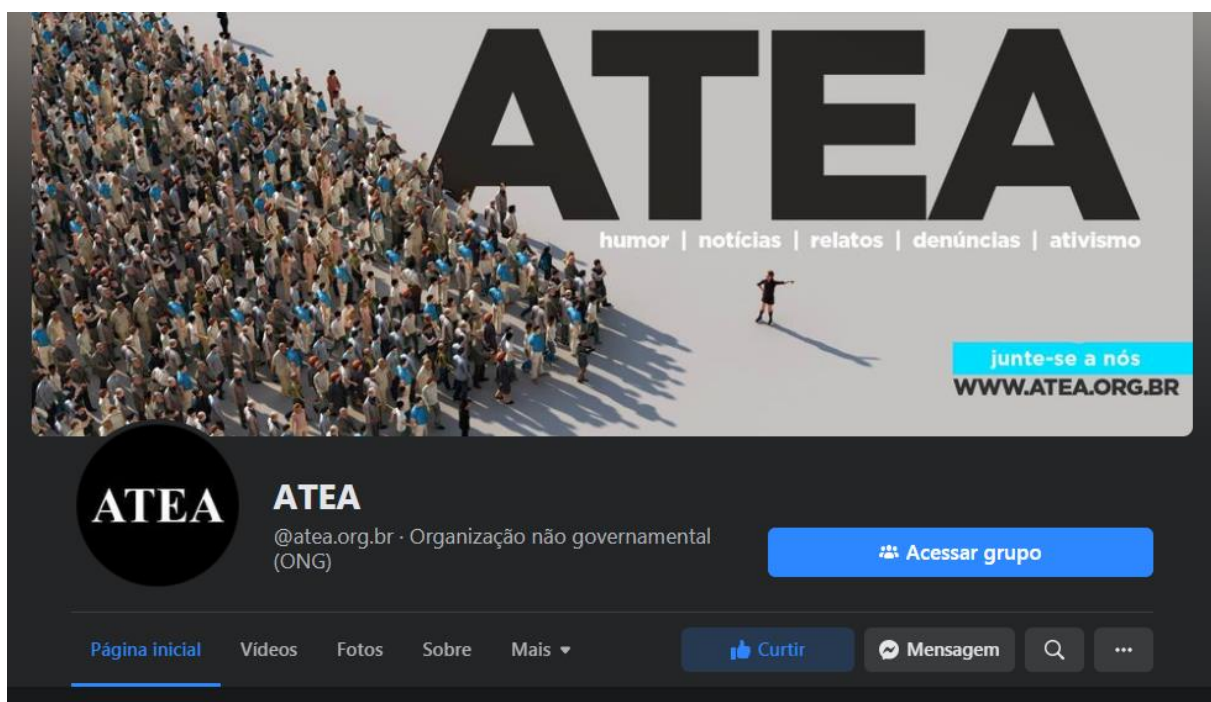 ATEA
humor | notícias | relatos | denúncias | ativismo
junte-se a nós
WWW.ATEA.ORG.BR
ATEA
ATEA
@atea.org.br · Organização não governamental
(ONG)
Acessar grupo
Página inicial
Vídeos
Fotos
Sobre
Mais
Curtir
Mensagem